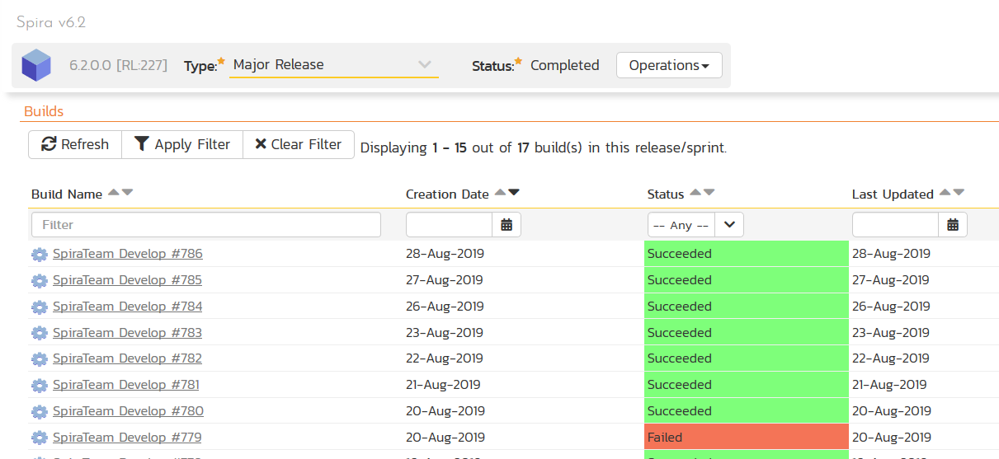 Spira v6.2
6.2.0.0 [RL:227] Type: Major Release Status: Completed Operations
Builds
Refresh Apply Filter Clear Filter Displaying 1 - 15 out of 17 build(s) in this release/sprint.
Build Name Creation Date Status Last Updated
Filter -- Any --
SpiraTeam Develop #786 28-Aug-2019 Succeeded 28-Aug-2019
SpiraTeam Develop #785 27-Aug-2019 Succeeded 27-Aug-2019
SpiraTeam Develop #784 26-Aug-2019 Succeeded 26-Aug-2019
SpiraTeam Develop #783 23-Aug-2019 Succeeded 23-Aug-2019
SpiraTeam Develop #782 22-Aug-2019 Succeeded 22-Aug-2019
SpiraTeam Develop #781 21-Aug-2019 Succeeded 21-Aug-2019
SpiraTeam Develop #780 20-Aug-2019 Succeeded 20-Aug-2019
SpiraTeam Develop #779 20-Aug-2019 Failed 20-Aug-2019